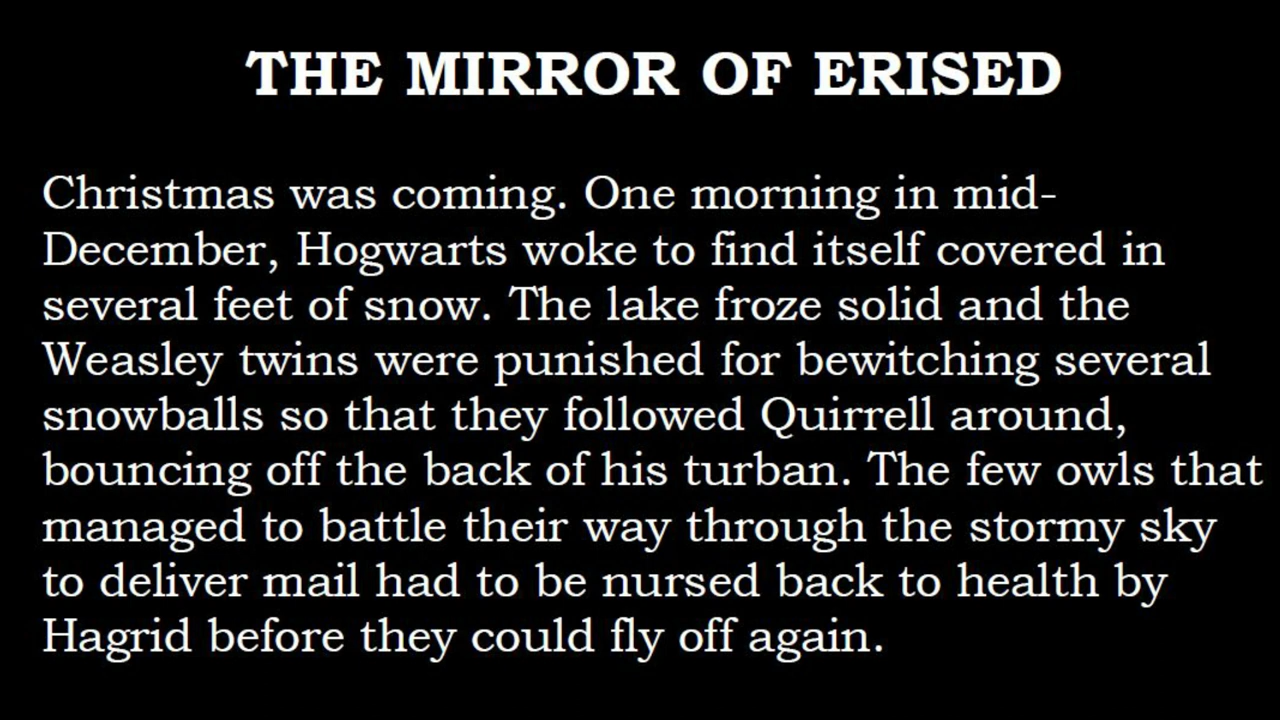 THE MIRROR OF ERISED
Christmas was coming. One morning in mid-
December, Hogwarts woke to find itself covered in
several feet of snow. The lake froze solid and the
Weasley twins were punished for bewitching several
snowballs so that they followed Quirrell around,
bouncing off the back of his turban. The few owls that
managed to battle their way through the stormy sky
to deliver mail had to be nursed back to health by
Hagrid before they could fly off again.